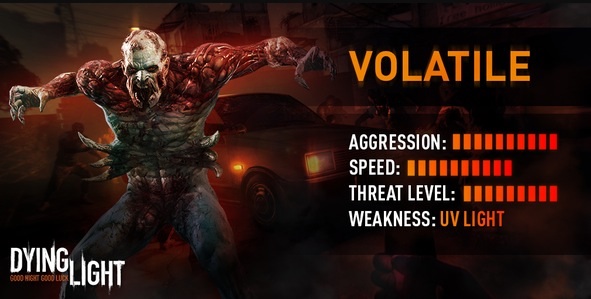 VOLATILE
AGGRESSION:
SPEED:
THREAT LEVEL:
WEAKNESS: UV LIGHT
DYING
LIGHT
GOOD NIGHT GOOD LUCK